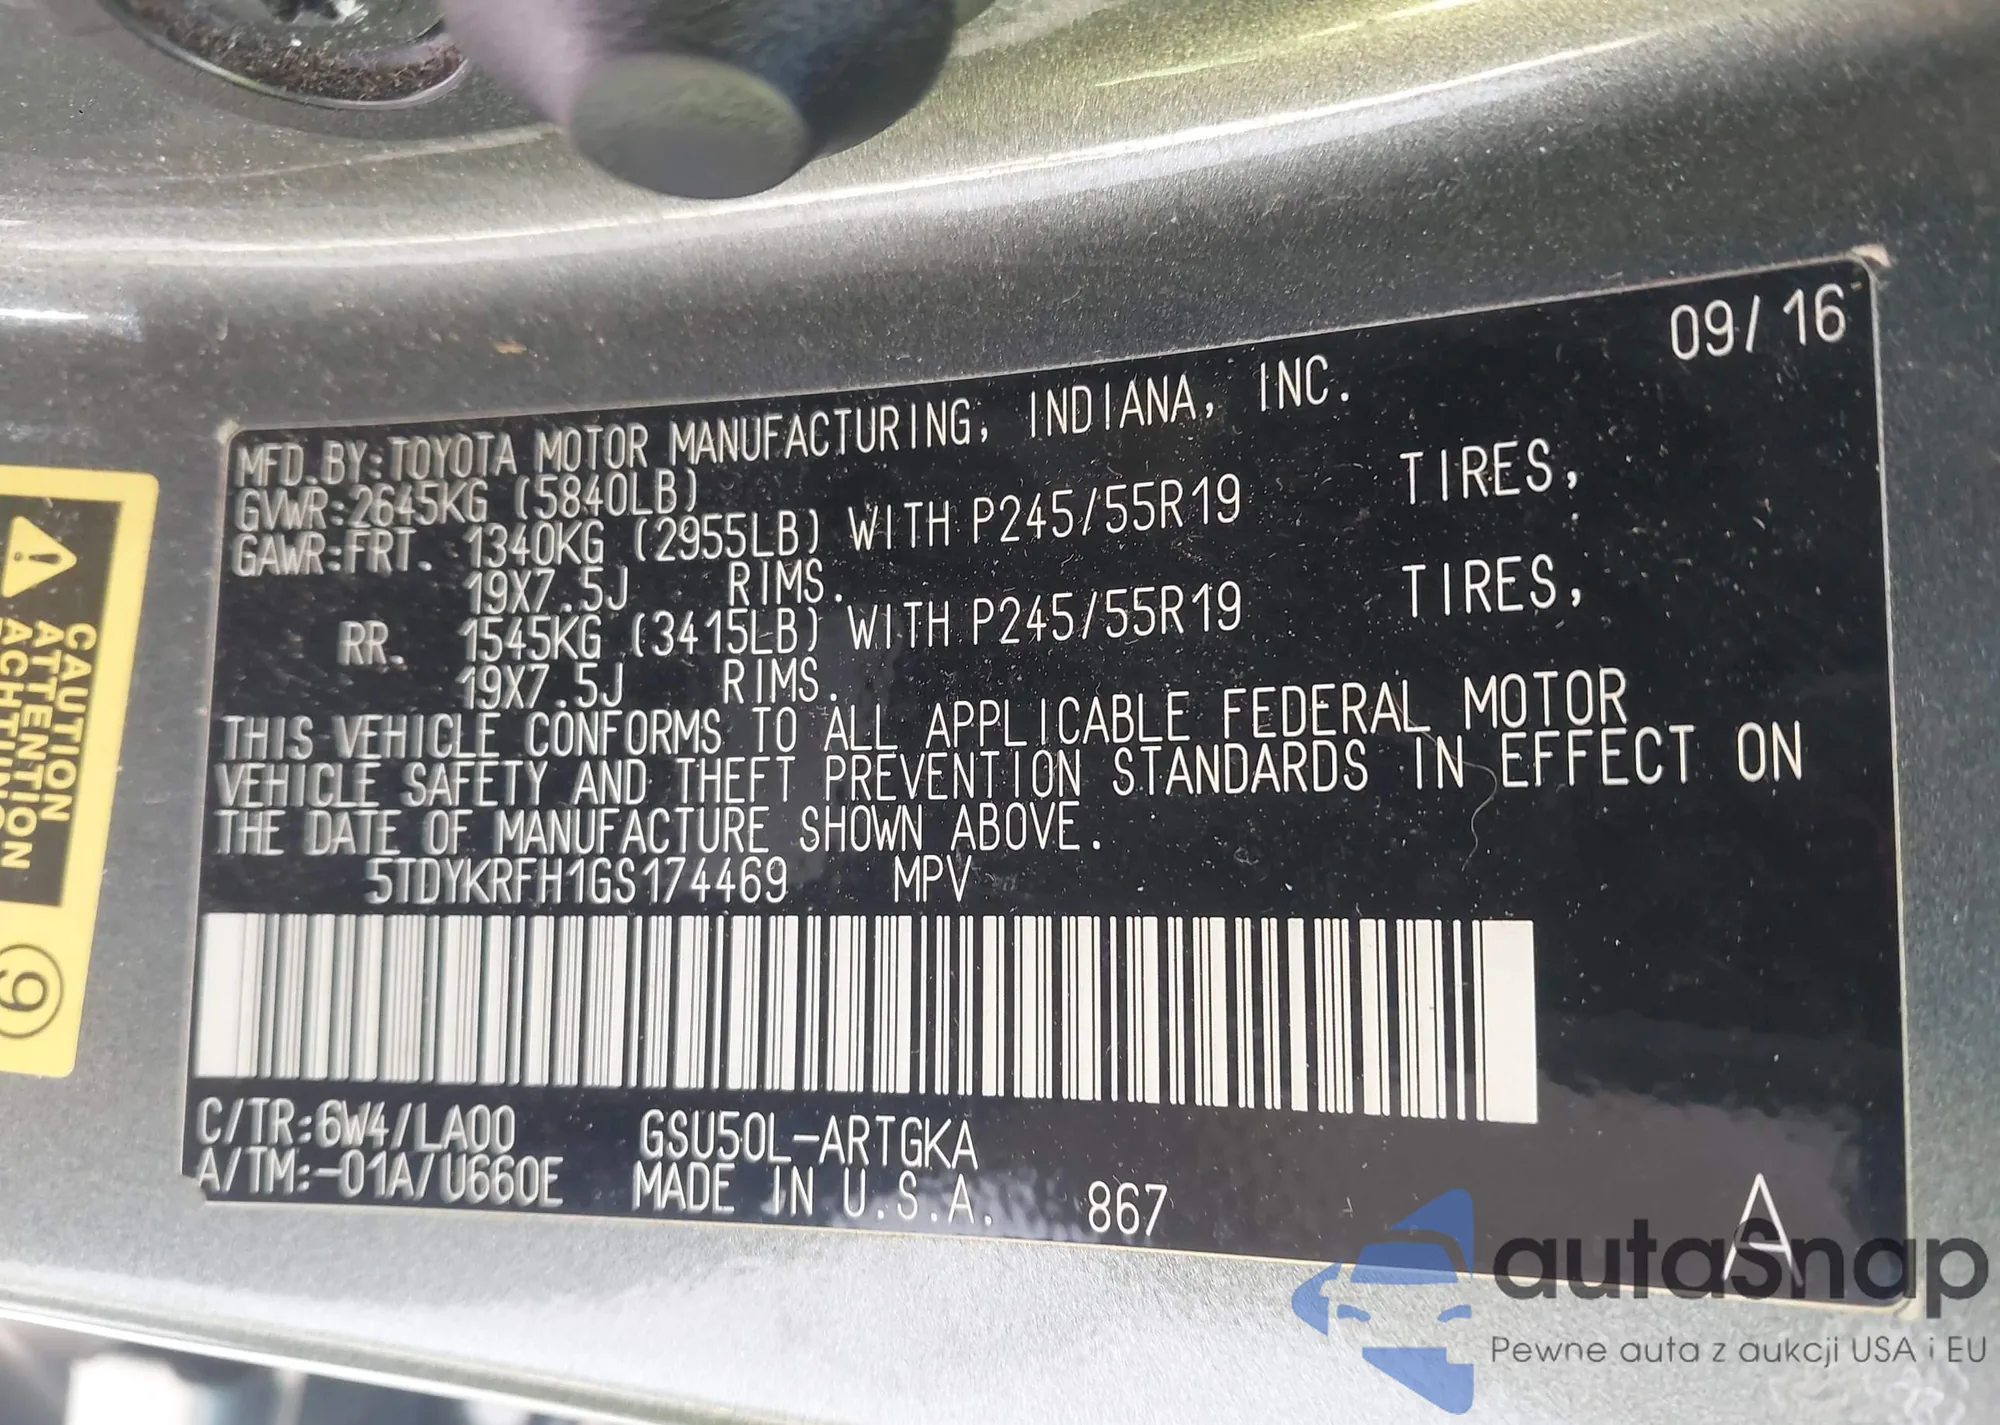 09/16
MFD.BY:TOYOTA MOTOR MANUFACTURING, INDIANA, INC.
GVWR:2645KG (5840LB)
GAWR:FRT. 1340KG (2955LB) WITH P245/55R19 TIRES,
19X7.5J RIMS.
RR. 1545KG (3415LB) WITH P245/55R19 TIRES,
19X7.5J RIMS.
THIS VEHICLE CONFORMS TO ALL APPLICABLE FEDERAL MOTOR
VEHICLE SAFETY AND THEFT PREVENTION STANDARDS IN EFFECT ON
THE DATE OF MANUFACTURE SHOWN ABOVE.
5TDYKRFH1GS174469 MPV
C/TR:6W4/LA00 GSU50L-ARTGKA
A/TM:-01A/U660E MADE IN U.S.A. 867
A
CAUTION
ATTENTION
ACHTUNG
9
autasnap
Pewne auta z aukcji USA i EU